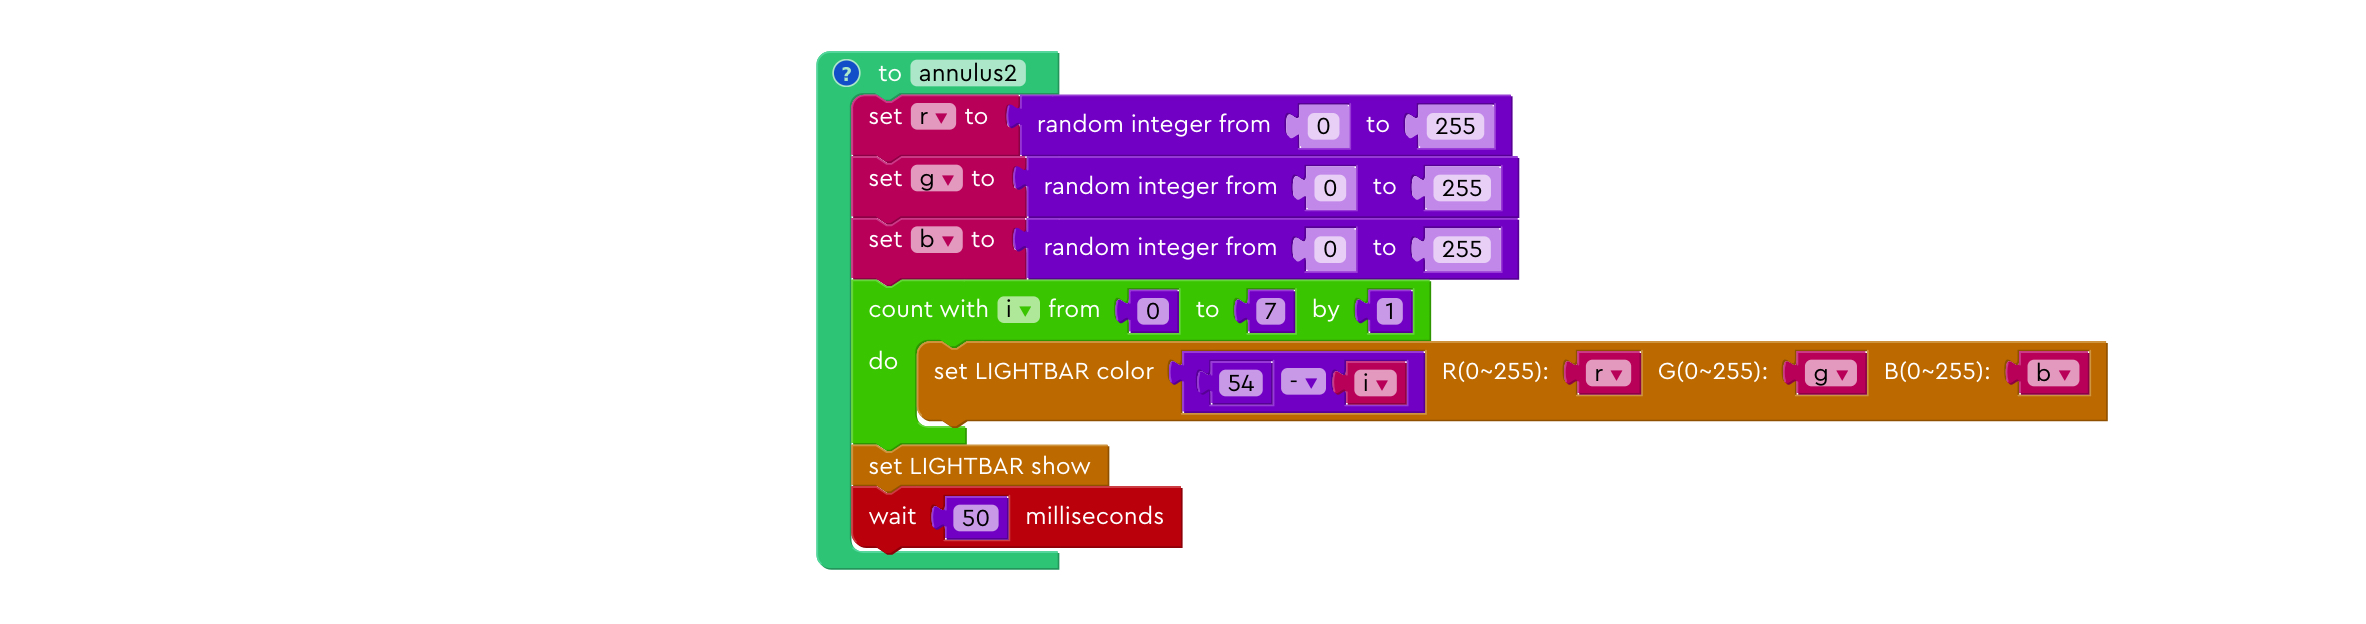 ? to annulus2
set r ▼ to random integer from 0 to 255
set g ▼ to random integer from 0 to 255
set b ▼ to random integer from 0 to 255
count with i ▼ from 0 to 7 by 1
do set LIGHTBAR color 54 - ▼ i ▼ R(0~255): r ▼ G(0~255): g ▼ B(0~255): b ▼
set LIGHTBAR show
wait 50 milliseconds